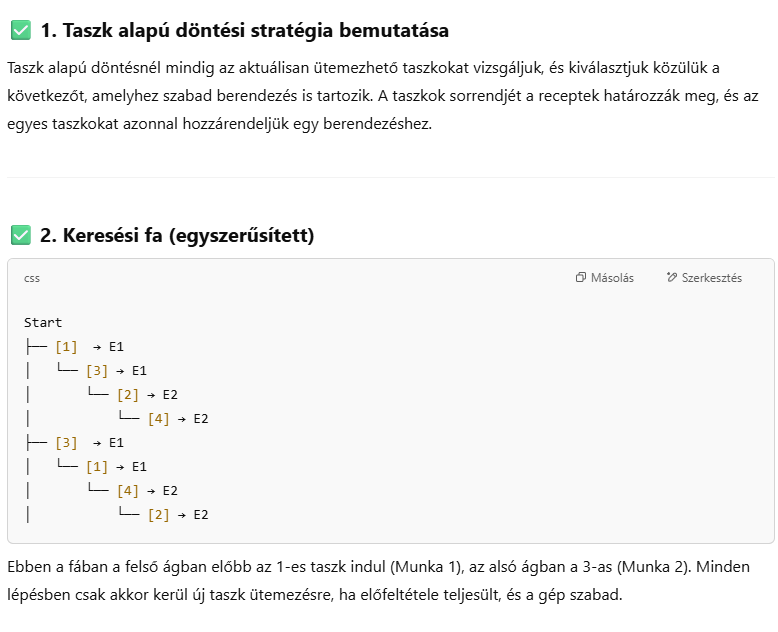 ✅ 1. Taszk alapú döntési stratégia bemutatása
Taszk alapú döntésnél mindig az aktuálisan ütemezhető taszkokat vizsgáljuk, és kiválasztjuk közülük a
következőt, amelyhez szabad berendezés is tartozik. A taszkok sorrendjét a receptek határozzák meg, és az
egyes taszkokat azonnal hozzárendeljük egy berendezéshez.
✅ 2. Keresési fa (egyszerűsített)
css Másolás Szerkesztés
Start
├── [1]  → E1
│   └── [3] → E1
│       └── [2] → E2
│           └── [4] → E2
├── [3]  → E1
│   └── [1] → E1
│       └── [4] → E2
│           └── [2] → E2
Ebben a fában a felső ágban előbb az 1-es taszk indul (Munka 1), az alsó ágban a 3-as (Munka 2). Minden
lépésben csak akkor kerül új taszk ütemezésre, ha előfeltétele teljesült, és a gép szabad.